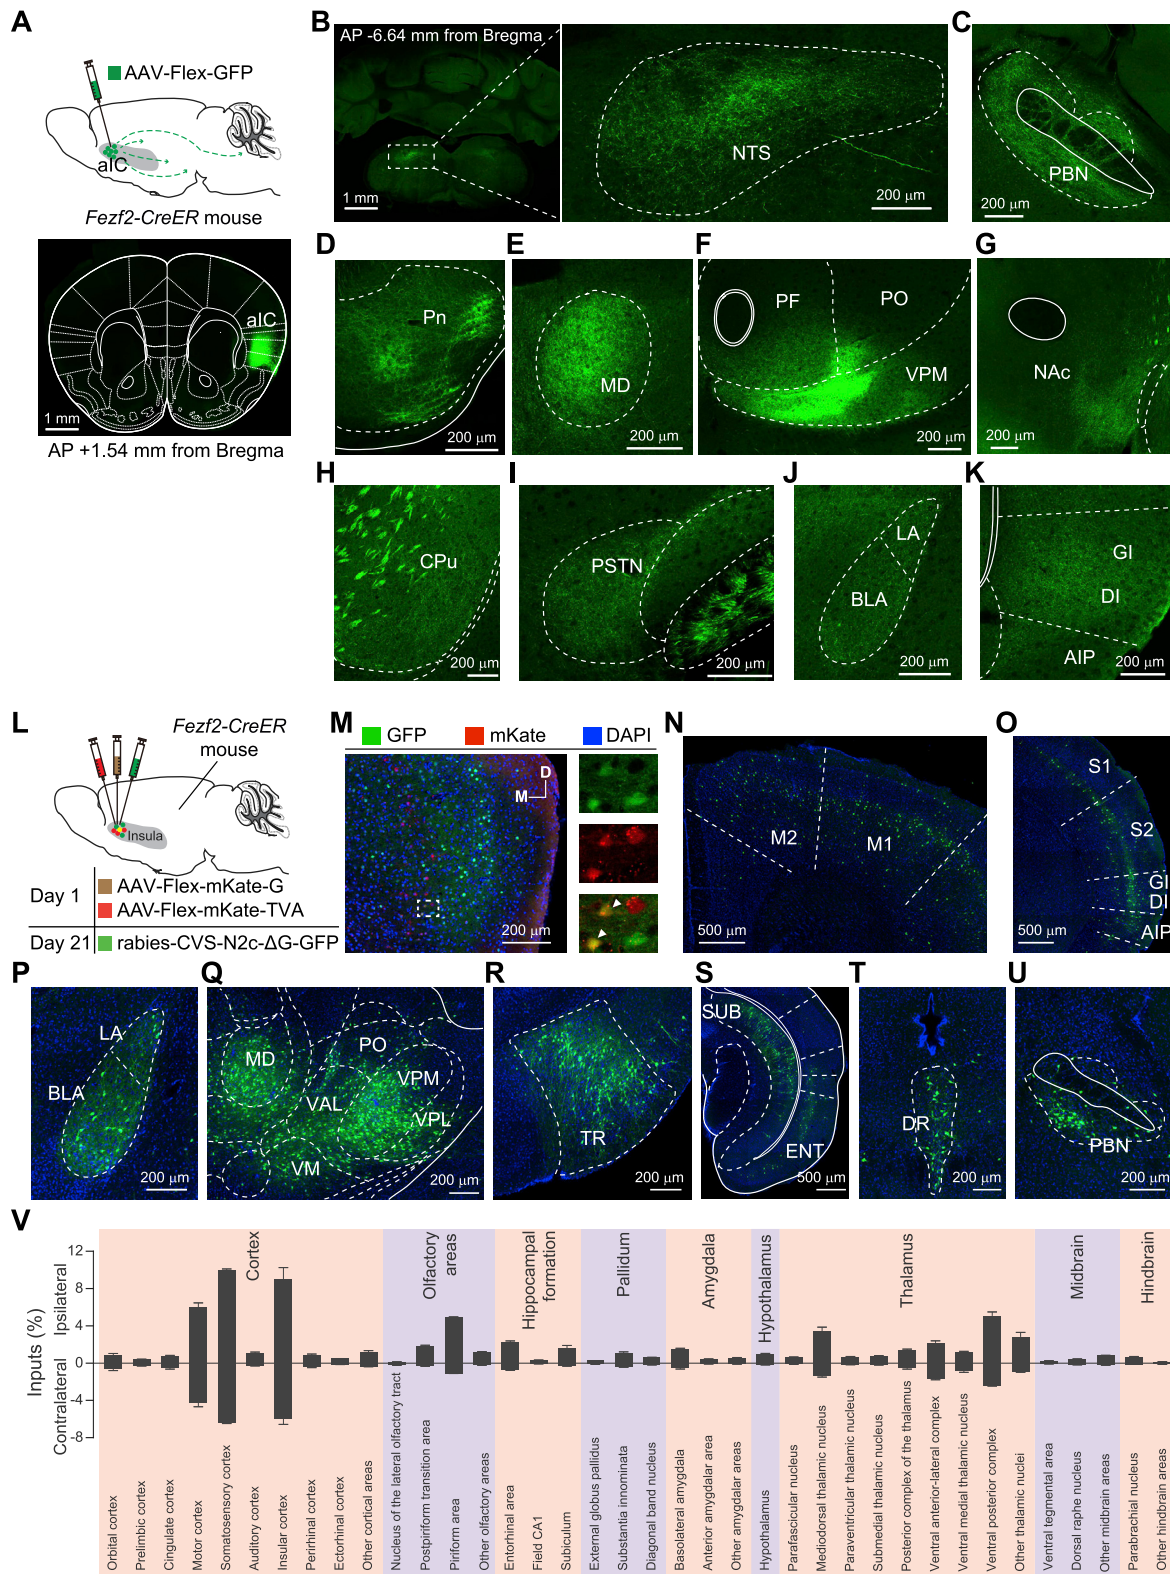 A
AAV-Flex-GFP
aIC
Fezf2-CreER mouse
aIC
1 mm
AP +1.54 mm from Bregma
B
AP -6.64 mm from Bregma
1 mm
NTS
200 μm
C
PBN
200 μm
D
Pn
200 μm
E
MD
200 μm
F
PF
PO
VPM
200 μm
G
NAc
200 μm
H
CPu
200 μm
I
PSTN
200 μm
J
LA
BLA
200 μm
K
GI
DI
AIP
200 μm
L
Fezf2-CreER
mouse
Insula
Day 1
AAV-Flex-mKate-G
AAV-Flex-mKate-TVA
Day 21
rabies-CVS-N2c-ΔG-GFP
M
GFP
mKate
DAPI
D
M
200 μm
N
M2
M1
500 μm
O
S1
S2
GI
DI
AIP
500 μm
P
LA
BLA
200 μm
Q
MD
PO
VPM
VAL
VPL
VM
200 μm
R
TR
200 μm
S
SUB
ENT
500 μm
T
DR
200 μm
U
PBN
200 μm
V
Inputs (%)
Ipsilateral
Contralateral
12
8
4
0
-4
-8
Cortex
Olfactory
areas
Hippocampal
formation
Pallidum
Amygdala
Hypothalamus
Thalamus
Midbrain
Hindbrain
Orbital cortex
Prelimbic cortex
Cingulate cortex
Motor cortex
Somatosensory cortex
Auditory cortex
Insular cortex
Perirhinal cortex
Ectorhinal cortex
Other cortical areas
Nucleus of the lateral olfactory tract
Postpiriform transition area
Piriform area
Other olfactory areas
Entorhinal area
Field CA1
Subiculum
External globus pallidus
Substantia innominata
Diagonal band nucleus
Basolateral amygdala
Anterior amygdalar area
Other amygdalar areas
Hypothalamus
Parafascicular nucleus
Mediodorsal thalamic nucleus
Paraventricular thalamic nucleus
Submedial thalamic nucleus
Posterior complex of the thalamus
Ventral anterior-lateral complex
Ventral medial thalamic nucleus
Ventral posterior complex
Other thalamic nuclei
Ventral tegmental area
Dorsal raphe nucleus
Other midbrain areas
Parabrachial nucleus
Other hindbrain areas